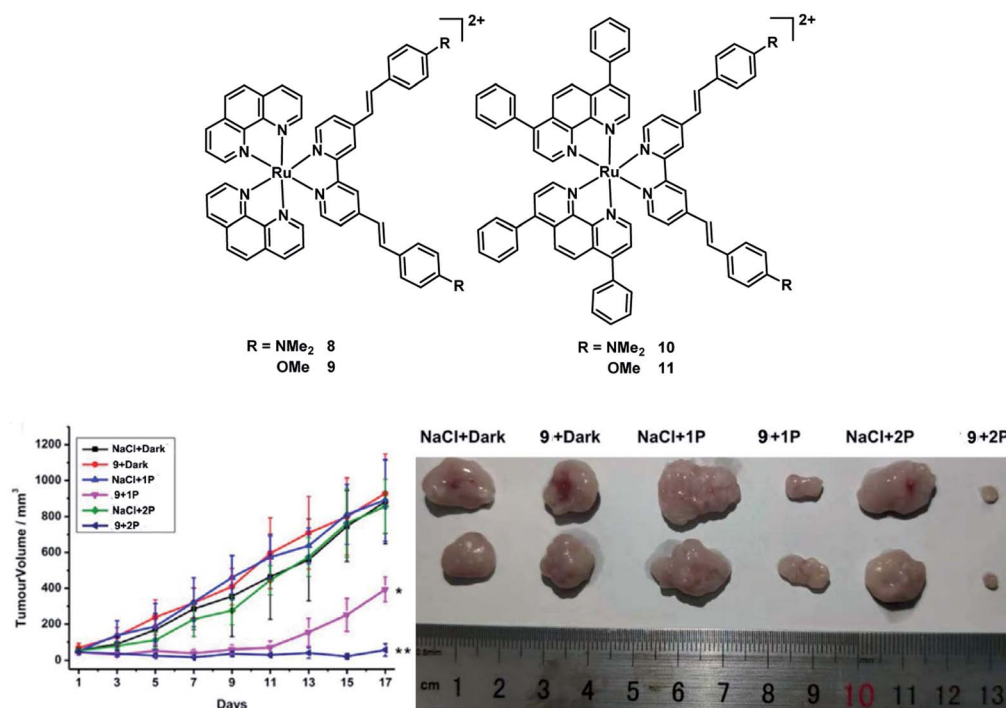 2+
R
N
N
N
N
N
N
Ru
R
R = NMe2 8
OMe 9
2+
R
N
N
N
N
N
N
Ru
R
R = NMe2 10
OMe 11
1200
1000
800
600
400
200
0
TumourVolume / mm³
NaCl+Dark
9+Dark
NaCl+1P
9+1P
NaCl+2P
9+2P
*
**
1 3 5 7 9 11 13 15 17
Days
NaCl+Dark 9+Dark NaCl+1P 9+1P NaCl+2P 9+2P
0.5mm
cm 1 2 3 4 5 6 7 8 9 10 11 12 13